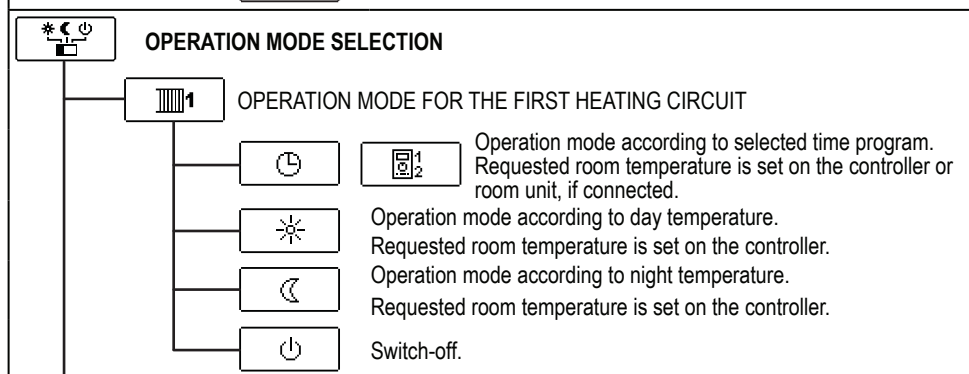 OPERATION MODE SELECTION
1 OPERATION MODE FOR THE FIRST HEATING CIRCUIT
1
2
Operation mode according to selected time program.
Requested room temperature is set on the controller or
room unit, if connected.
Operation mode according to day temperature.
Requested room temperature is set on the controller.
Operation mode according to night temperature.
Requested room temperature is set on the controller.
Switch-off.